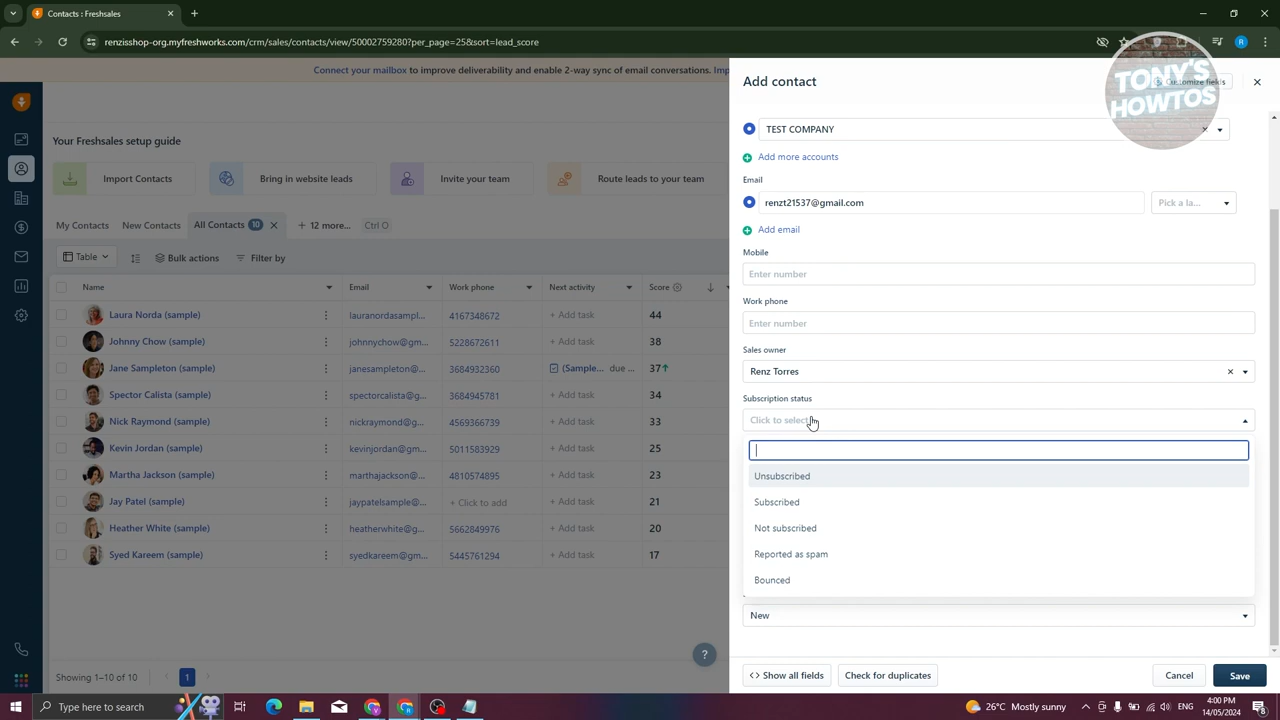 Contacts : Freshsales
renzisshop-org.myfreshworks.com/crm/sales/contacts/view/50002759280?per_page=25&sort=lead_score
R
Connect your mailbox to improve deliverability and enable 2-way sync of email conversations.
Your Freshsales setup guide
Import Contacts
Bring in website leads
Invite your team
Route leads to your team
My Contacts
New Contacts
All Contacts 10
+ 12 more...
Ctrl O
Table
Bulk actions
Filter by
Name Email Work phone Next activity Score
Laura Norda (sample) lauranordasampl... 4167348672 + Add task 44
Johnny Chow (sample) johnnychow@gm... 5228672611 + Add task 38
Jane Sampleton (sample) janesampleton@... 3684932360 (Sample... due ... 37
Spector Calista (sample) spectorcalista@g... 3684945781 + Add task 34
Nick Raymond (sample) nickraymond@g... 4569366739 + Add task 33
Kevin Jordan (sample) kevinjordan@gm... 5011583929 + Add task 25
Martha Jackson (sample) marthajackson@... 4810574895 + Add task 23
Jay Patel (sample) jaypatelsample@... + Click to add + Add task 21
Heather White (sample) heatherwhite@g... 5662849976 + Add task 20
Syed Kareem (sample) syedkareem@gm... 5445761294 + Add task 17
Showing 1–10 of 10
1
?
Add contact
Customize fields
TONY'S
HOWTOS
TEST COMPANY
Add more accounts
Email
renzt21537@gmail.com
Pick a la...
Add email
Mobile
Enter number
Work phone
Enter number
Sales owner
Renz Torres
Subscription status
Click to select
Unsubscribed
Subscribed
Not subscribed
Reported as spam
Bounced
New
Show all fields
Check for duplicates
Cancel
Save
Type here to search
26°C Mostly sunny
4:00 PM
14/05/2024